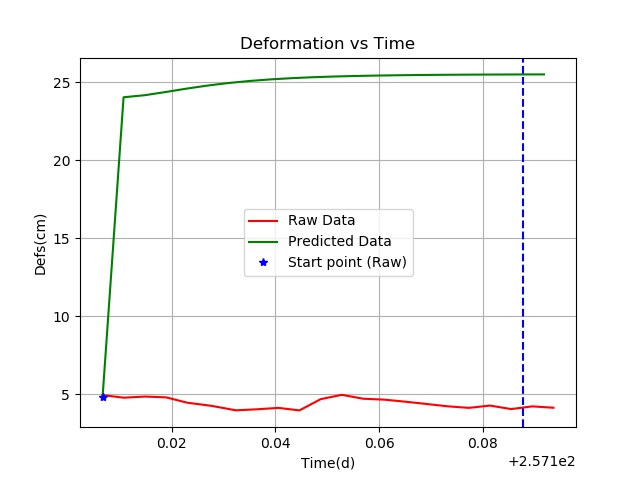 Deformation vs Time
25
20
15
10
5
Defs(cm)
Raw Data
Predicted Data
Start point (Raw)
0.02 0.04 0.06 0.08
Time(d)
+2.571e2